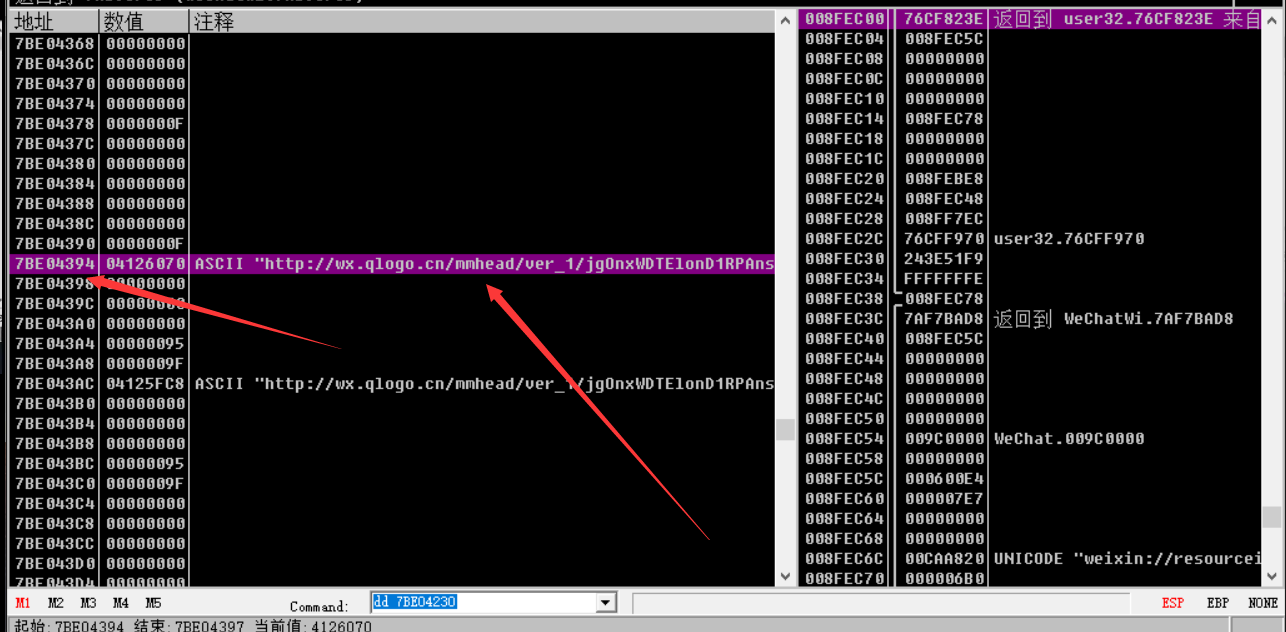 地址 数值 注释
7BE04368 00000000
7BE0436C 00000000
7BE04370 00000000
7BE04374 00000000
7BE04378 0000000F
7BE0437C 00000000
7BE04380 00000000
7BE04384 00000000
7BE04388 00000000
7BE0438C 00000000
7BE04390 0000000F
7BE04394 04126070 ASCII "http://wx.qlogo.cn/mmhead/ver_1/jgOnxWDTElonD1RPAns
7BE04398 00000000
7BE0439C 00000000
7BE043A0 00000000
7BE043A4 00000095
7BE043A8 0000009F
7BE043AC 04125FC8 ASCII "http://wx.qlogo.cn/mmhead/ver_1/jgOnxWDTElonD1RPAns
7BE043B0 00000000
7BE043B4 00000000
7BE043B8 00000000
7BE043BC 00000095
7BE043C0 0000009F
7BE043C4 00000000
7BE043C8 00000000
7BE043CC 00000000
7BE043D0 00000000
7BE043D4 00000000
008FEC00 76CF823E 返回到 user32.76CF823E 来自
008FEC04 008FEC5C
008FEC08 00000000
008FEC0C 00000000
008FEC10 00000000
008FEC14 008FEC78
008FEC18 00000000
008FEC1C 00000000
008FEC20 008FEBE8
008FEC24 008FEC48
008FEC28 008FF7EC
008FEC2C 76CFF970 user32.76CFF970
008FEC30 243E51F9
008FEC34 FFFFFFFE
008FEC38 008FEC78
008FEC3C 7AF7BAD8 返回到 WeChatWi.7AF7BAD8
008FEC40 008FEC5C
008FEC44 00000000
008FEC48 00000000
008FEC4C 00000000
008FEC50 00000000
008FEC54 009C0000 WeChat.009C0000
008FEC58 00000000
008FEC5C 000600E4
008FEC60 000007E7
008FEC64 00000000
008FEC68 00000000
008FEC6C 00CAA820 UNICODE "weixin://resourcei
008FEC70 000006B0
M1 M2 M3 M4 M5 Command: dd 7BE04230 ESP EBP NONE
起始:7BE04394 结束:7BE04397 当前值:4126070